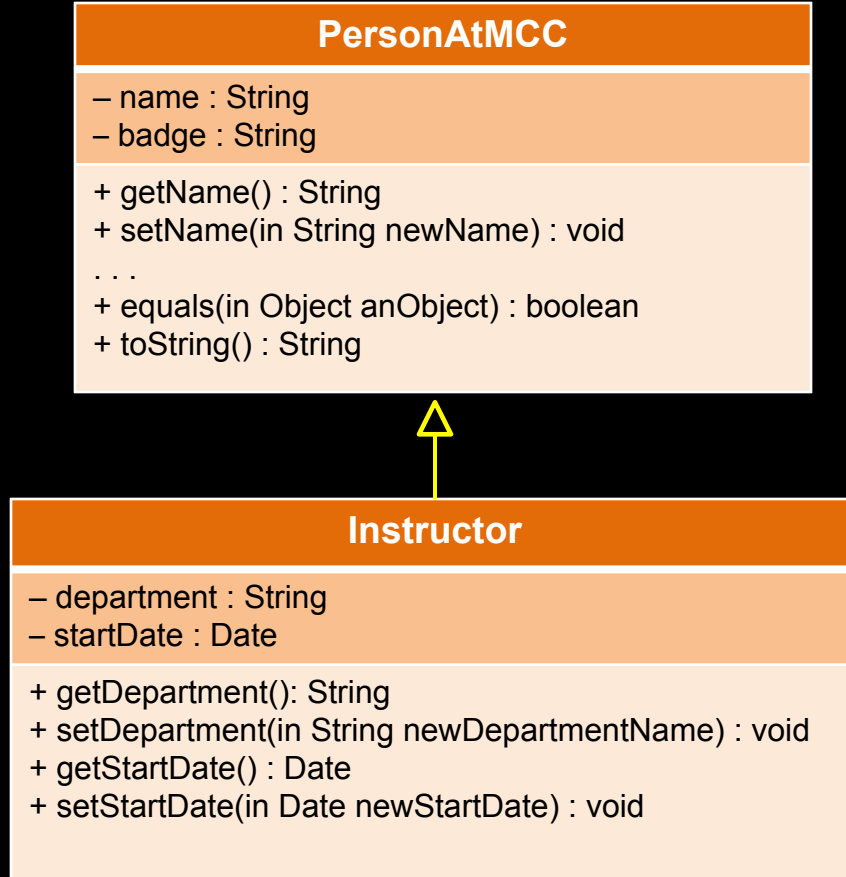 PersonAtMCC
– name : String
– badge : String
+ getName() : String
+ setName(in String newName) : void
. . .
+ equals(in Object anObject) : boolean
+ toString() : String
Instructor
– department : String
– startDate : Date
+ getDepartment(): String
+ setDepartment(in String newDepartmentName) : void
+ getStartDate() : Date
+ setStartDate(in Date newStartDate) : void